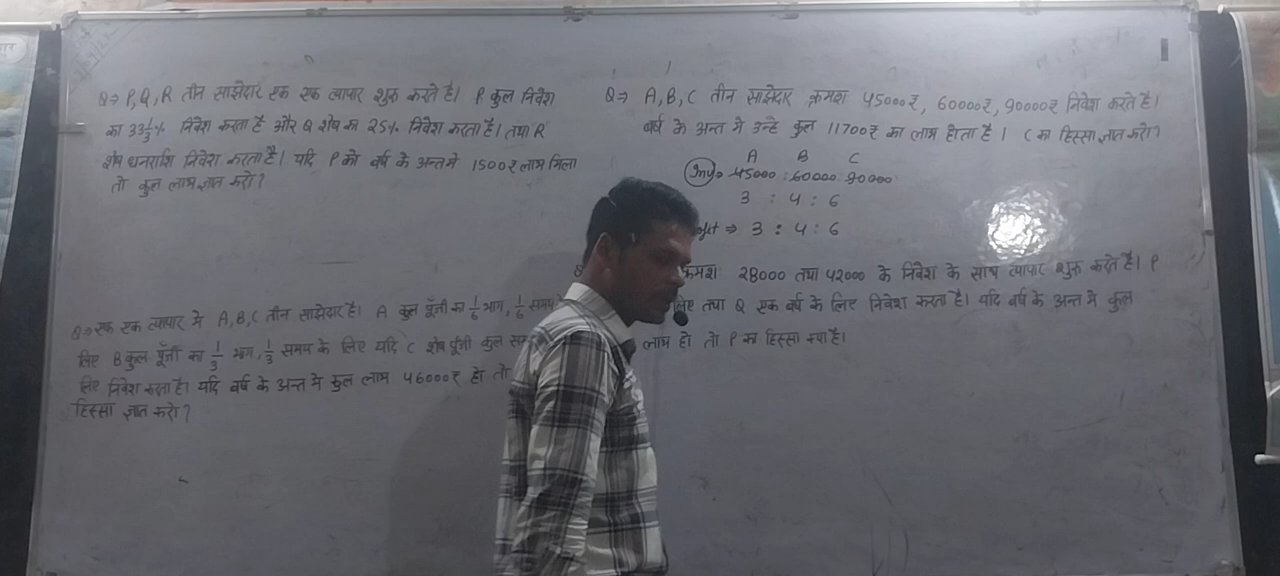 Q⇒ P,Q,R तीन साझेदार एक एक व्यापार शुरू करते है। P कुल निवेश
का 33⅓% निवेश करता है और Q शेष का 25% निवेश करता है। तथा R
शेष धनराशि निवेश करता है। यदि P को वर्ष के अन्त मे 1500₹ लाभ मिला
तो कुल लाभ ज्ञात करो?
Q⇒ एक एक व्यापार मे A,B,C तीन साझेदार है। A कुल पूँजी का 1/6 भाग, 1/6 समय
लिए B कुल पूँजी का 1/3 भाग, 1/3 समय के लिए यदि C शेष पूँजी कुल
लिए निवेश करता है। यदि वर्ष के अन्त मे कुल लाभ 46000₹ हो तो
हिस्सा ज्ञात करो?
Q⇒ A,B,C तीन साझेदार क्रमश 45000₹, 60000₹, 90000₹ निवेश करते है।
वर्ष के अन्त मे उन्हे कुल 11700₹ का लाभ होता है। C का हिस्सा ज्ञात करो?
A B C
Inv⇒ 45000 : 60000 : 90000
3 : 4 : 6
⇒ 3 : 4 : 6
28000 तथा 42000 के निवेश के साथ व्यापार शुरू करते है। P
तथा Q एक वर्ष के लिए निवेश करता है। यदि वर्ष के अन्त मे कुल
लाभ हो तो P का हिस्सा क्या है।